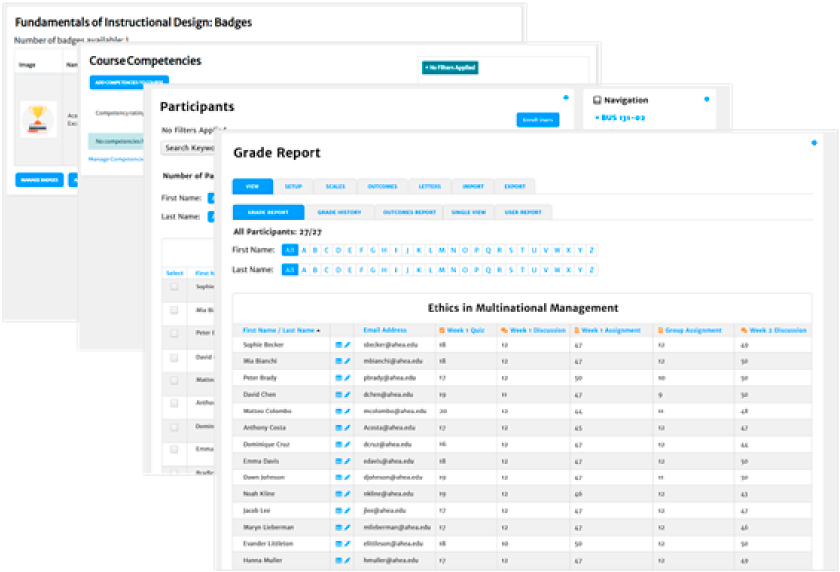 Fundamentals of Instructional Design: Badges
Number of badges available: 1
Image
MANAGE BADGES
Course Competencies
+ No Filters Applied
ADD COMPETENCIES TO COURSE
Competency rating
No competencies
Manage Competencies
Participants
No Filters Applied
Enroll Users
Search Keywo
Number of Pa
First Name:
Last Name:
Select First N
Sophie
Mia B
Peter
David
Matteo
Antho
Domin
Emma
Navigation
BUS 131-02
Grade Report
VIEW SETUP SCALES OUTCOMES LETTERS IMPORT EXPORT
GRADE REPORT GRADE HISTORY OUTCOMES REPORT SINGLE VIEW USER REPORT
All Participants: 27/27
First Name: All A B C D E F G H I J K L M N O P Q R S T U V W X Y Z
Last Name: All A B C D E F G H I J K L M N O P Q R S T U V W X Y Z
Ethics in Multinational Management
First Name / Last Name Email Address Week 1 Quiz Week 1 Discussion Week 1 Assignment Group Assignment Week 2 Discussion
Sophie Becker sbecker@ahea.edu 18 12 47 12 49
Mia Bianchi mbianchi@ahea.edu 18 12 47 12 50
Peter Brady pbrady@ahea.edu 17 12 50 10 50
David Chen dchen@ahea.edu 19 11 47 9 50
Matteo Colombo mcolombo@ahea.edu 20 12 44 11 48
Anthony Costa Acosta@ahea.edu 17 12 45 12 47
Dominique Cruz dcruz@ahea.edu 16 12 47 12 44
Emma Davis edavis@ahea.edu 18 12 47 12 50
Dawn Johnson djohnson@ahea.edu 19 12 47 11 50
Noah Kline nkline@ahea.edu 19 12 46 12 43
Jacob Lee jlee@ahea.edu 17 12 47 12 47
Maryn Lieberman mlieberman@ahea.edu 17 12 47 12 46
Evander Littleton elittleson@ahea.edu 18 10 50 12 50
Hanna Muller hmuller@ahea.edu 17 12 47 12 49